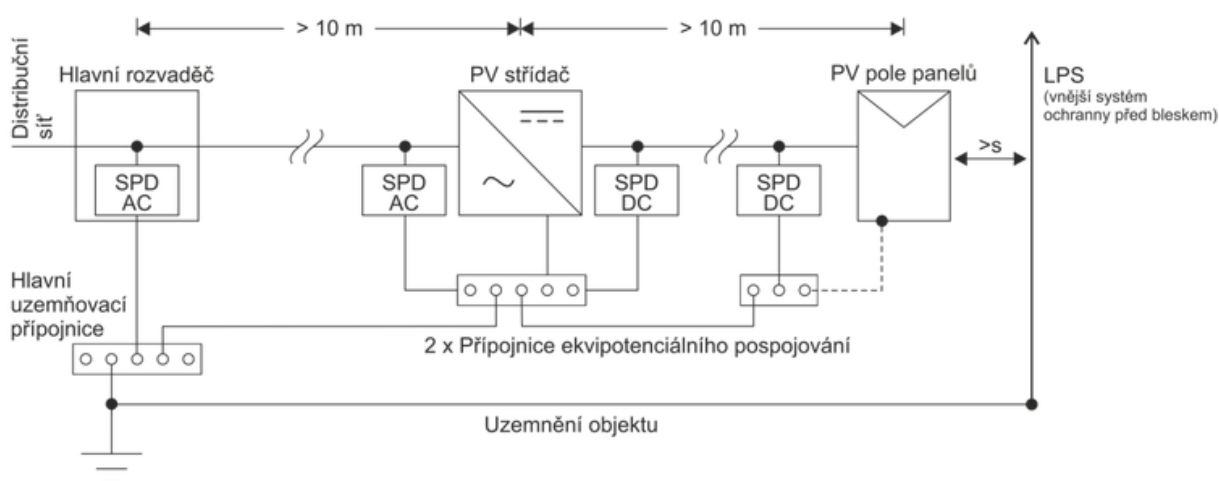 > 10 m
> 10 m
Distribuční
síť
Hlavní rozvaděč
PV střídač
PV pole panelů
LPS
(vnější systém
ochranny před bleskem)
>s
SPD
AC
SPD
AC
SPD
DC
SPD
DC
Hlavní
uzemňovací
přípojnice
2 x Přípojnice ekvipotenciálního pospojování
Uzemnění objektu